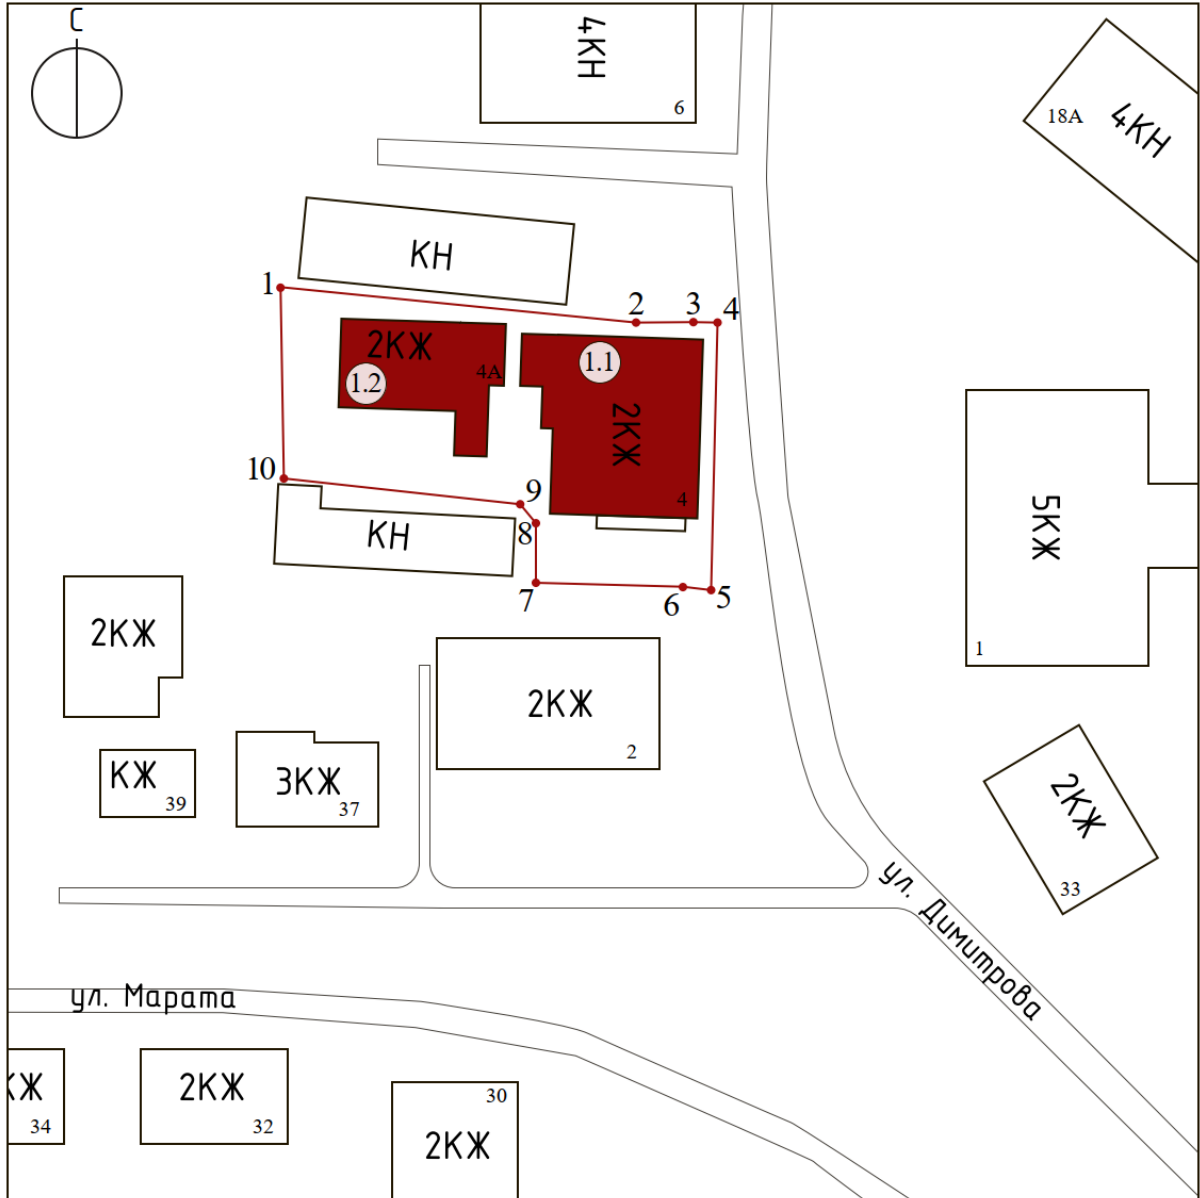 С
4КН
6
18А
4КН
КН
1
2
3
4
2КЖ
1.1
1.2
4А
2КЖ
4
10
9
8
КН
7
6
5
5КЖ
1
2КЖ
2КЖ
2
КЖ
39
3КЖ
37
2КЖ
33
ул. Димитрова
ул. Марата
КЖ
34
2КЖ
32
30
2КЖ